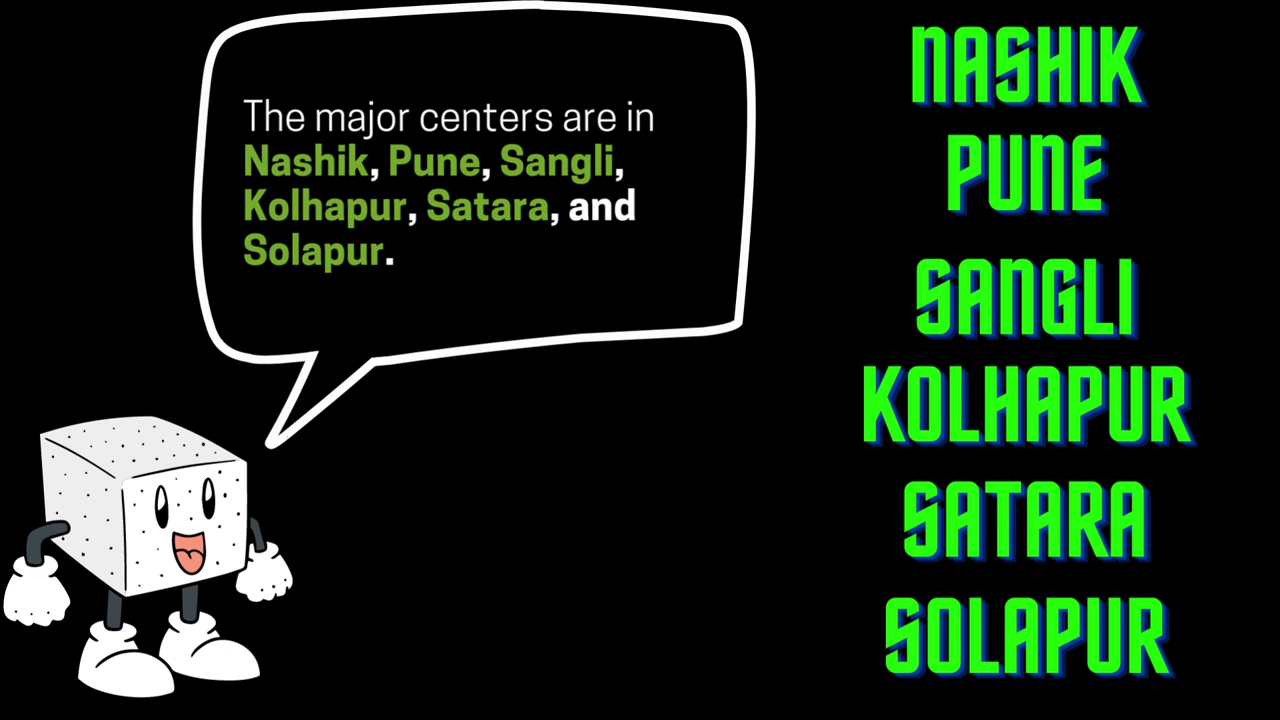 The major centers are in
Nashik, Pune, Sangli,
Kolhapur, Satara, and
Solapur.
NASHIK
PUNE
SANGLI
KOLHAPUR
SATARA
SOLAPUR